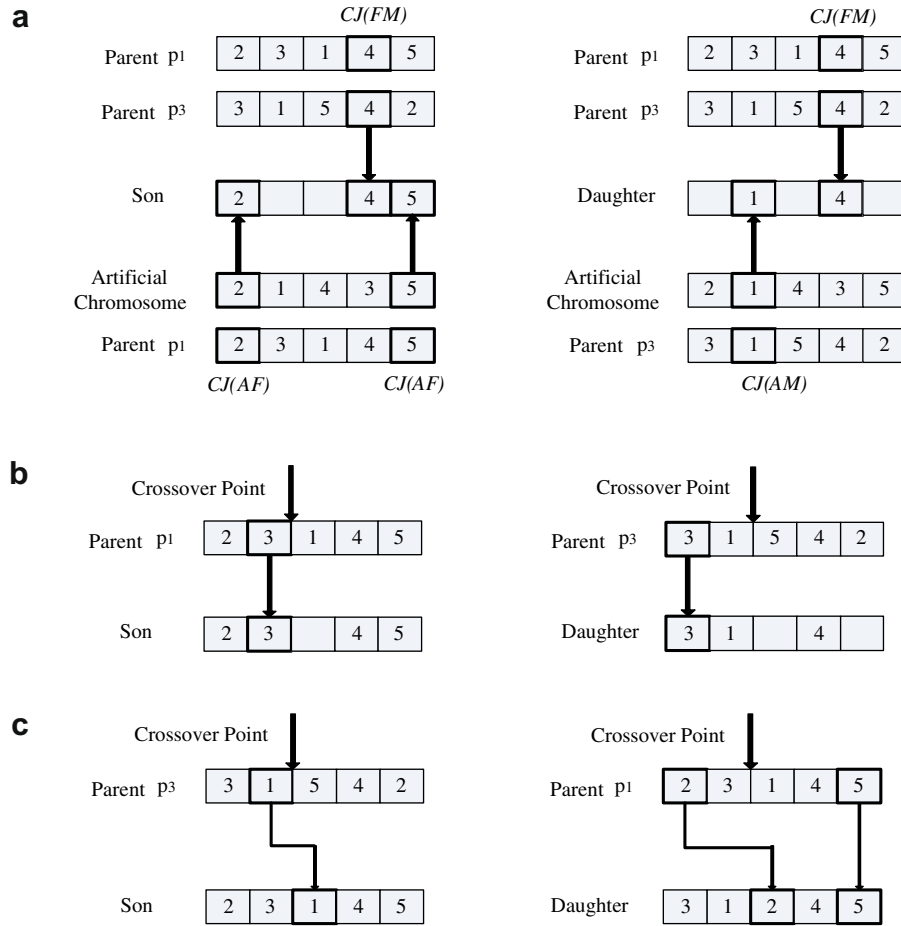 a
CJ(FM)
Parent p1 2 3 1 4 5
Parent p3 3 1 5 4 2
Son 2 4 5
Artificial
Chromosome 2 1 4 3 5
Parent p1 2 3 1 4 5
CJ(AF) CJ(AF)
CJ(FM)
Parent p1 2 3 1 4 5
Parent p3 3 1 5 4 2
Daughter 1 4
Artificial
Chromosome 2 1 4 3 5
Parent p3 3 1 5 4 2
CJ(AM)
b
Crossover Point
Parent p1 2 3 1 4 5
Son 2 3 4 5
Crossover Point
Parent p3 3 1 5 4 2
Daughter 3 1 4
c
Crossover Point
Parent p3 3 1 5 4 2
Son 2 3 1 4 5
Crossover Point
Parent p1 2 3 1 4 5
Daughter 3 1 2 4 5